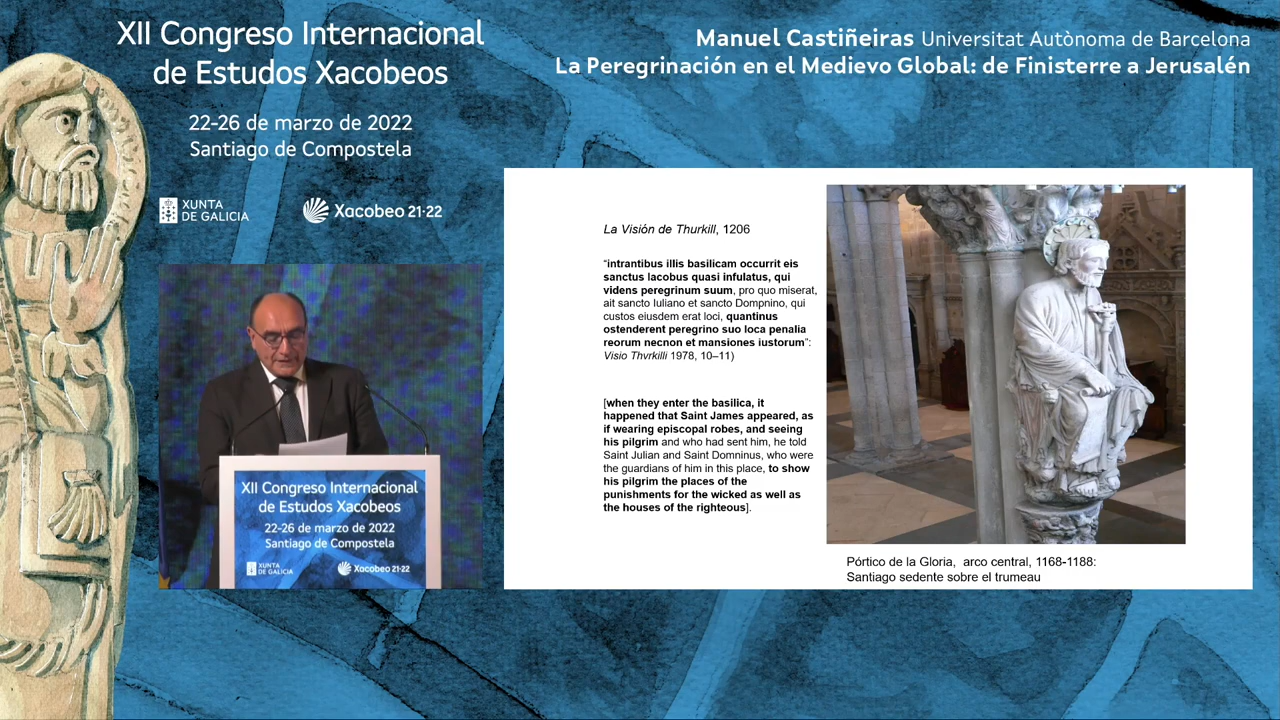 XII Congreso Internacional
de Estudos Xacobeos
22-26 de marzo de 2022
Santiago de Compostela
XUNTA
DE GALICIA
Xacobeo 21·22
Manuel Castiñeiras Universitat Autònoma de Barcelona
La Peregrinación en el Medievo Global: de Finisterre a Jerusalén
La Visión de Thurkill, 1206
“intrantibus illis basilicam occurrit eis
sanctus Iacobus quasi infulatus, qui
videns peregrinum suum, pro quo miserat,
ait sancto Iuliano et sancto Dompnino, qui
custos eiusdem erat loci, quantinus
ostenderent peregrino suo loca penalia
reorum necnon et mansiones iustorum”:
Visio Thvrkilli 1978, 10–11)
[when they enter the basilica, it
happened that Saint James appeared, as
if wearing episcopal robes, and seeing
his pilgrim and who had sent him, he told
Saint Julian and Saint Domninus, who were
the guardians of him in this place, to show
his pilgrim the places of the
punishments for the wicked as well as
the houses of the righteous].
Pórtico de la Gloria, arco central, 1168-1188:
Santiago sedente sobre el trumeau
XII Congreso Internacional
de Estudos Xacobeos
22-26 de marzo de 2022
Santiago de Compostela
XUNTA
DE GALICIA
Xacobeo 21·22